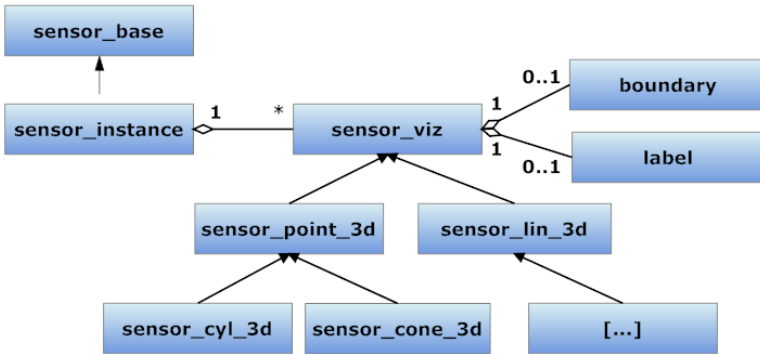 sensor_base
0..1
boundary
1
*
1
sensor_instance
sensor_viz
1
0..1
label
sensor_point_3d
sensor_lin_3d
sensor_cyl_3d
sensor_cone_3d
[...]